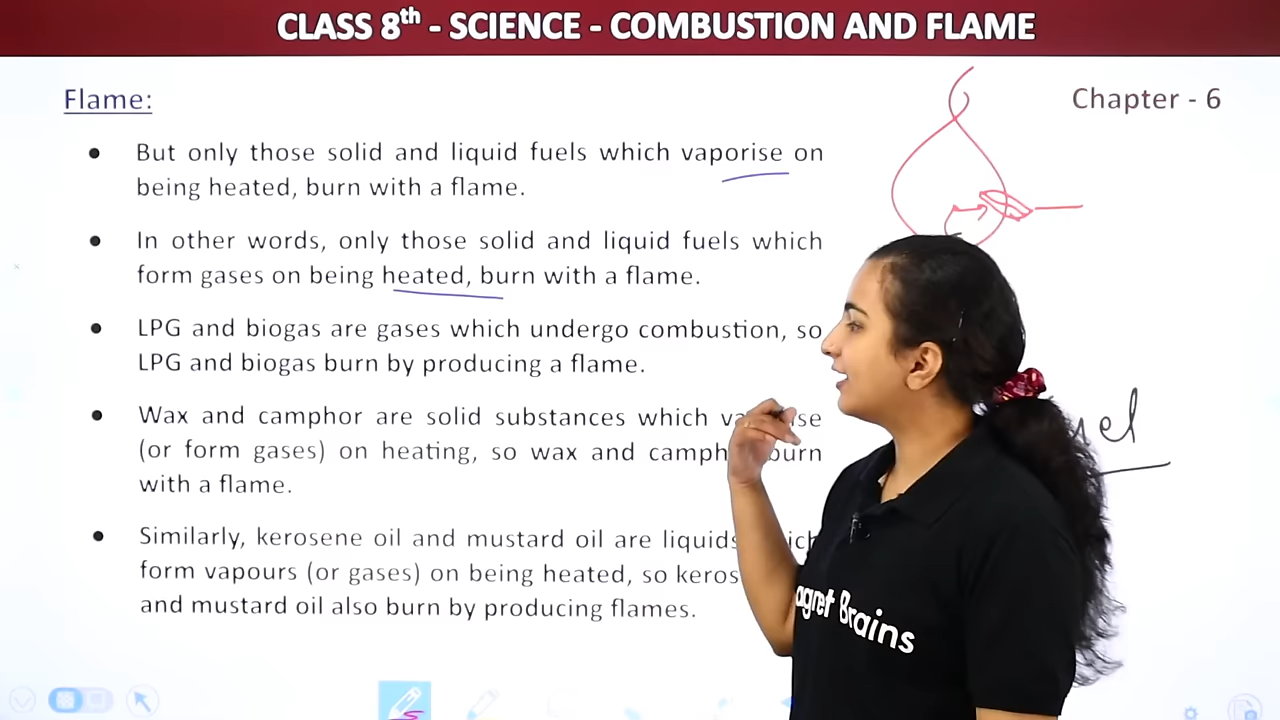 CLASS 8th - SCIENCE - COMBUSTION AND FLAME
Flame:
Chapter - 6
● But only those solid and liquid fuels which vaporise on
being heated, burn with a flame.
● In other words, only those solid and liquid fuels which
form gases on being heated, burn with a flame.
● LPG and biogas are gases which undergo combustion, so
LPG and biogas burn by producing a flame.
● Wax and camphor are solid substances which
(or form gases) on heating, so wax and burn
with a flame.
● Similarly, kerosene oil and mustard oil are
form vapours (or gases) on being heated, so
and mustard oil also burn by producing flames.
Brains